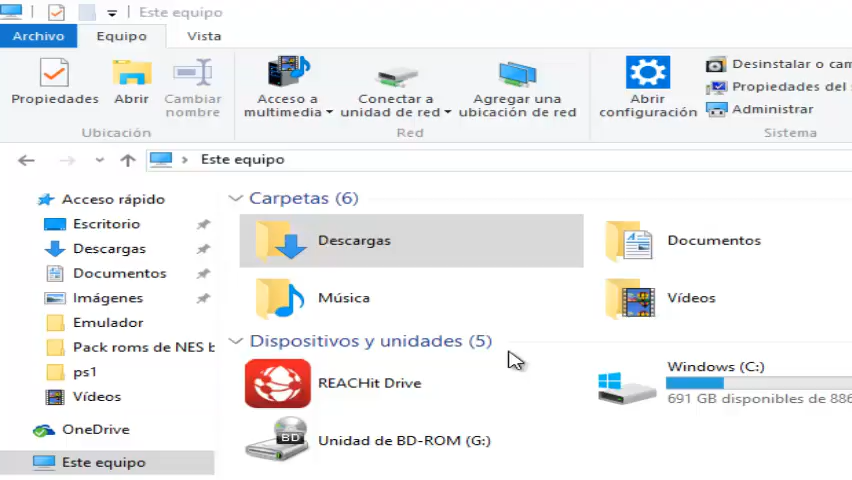 Este equipo
Archivo Equipo Vista
Propiedades Abrir Cambiar nombre Acceso a multimedia Conectar a unidad de red Agregar una ubicación de red Abrir configuración
Desinstalar o cam
Propiedades del
Administrar
Ubicación Red Sistema
Este equipo
Acceso rápido
Escritorio
Descargas
Documentos
Imágenes
Emulador
Pack roms de NES b
ps1
Vídeos
OneDrive
Este equipo
Carpetas (6)
Descargas Documentos
Música Vídeos
Dispositivos y unidades (5)
REACHit Drive
Windows (C:)
691 GB disponibles de 886
BD
Unidad de BD-ROM (G:)